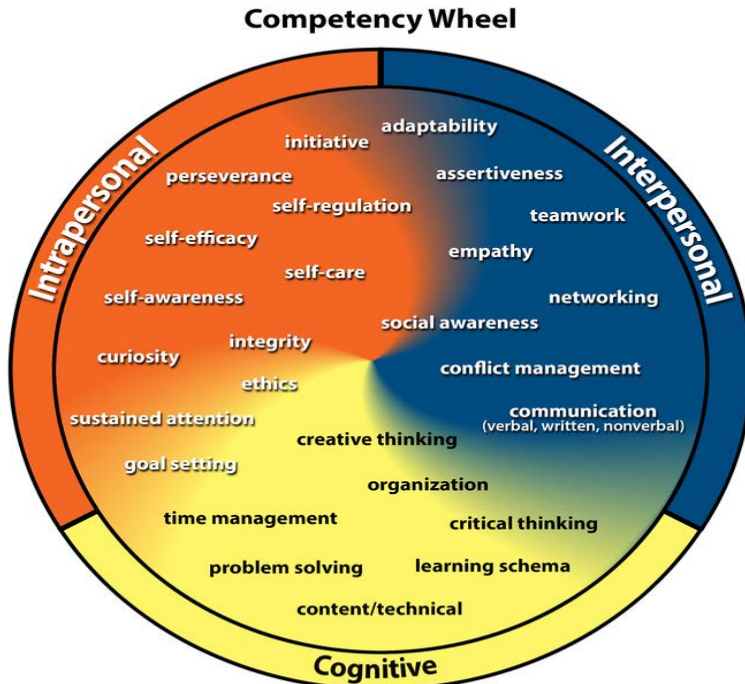 Competency Wheel
Intrapersonal
Interpersonal
adaptability
initiative
assertiveness
perseverance
self-regulation
teamwork
self-efficacy
empathy
self-care
self-awareness
networking
social awareness
integrity
curiosity
conflict management
ethics
communication
(verbal, written, nonverbal)
sustained attention
creative thinking
goal setting
organization
time management
critical thinking
problem solving
learning schema
content/technical
Cognitive